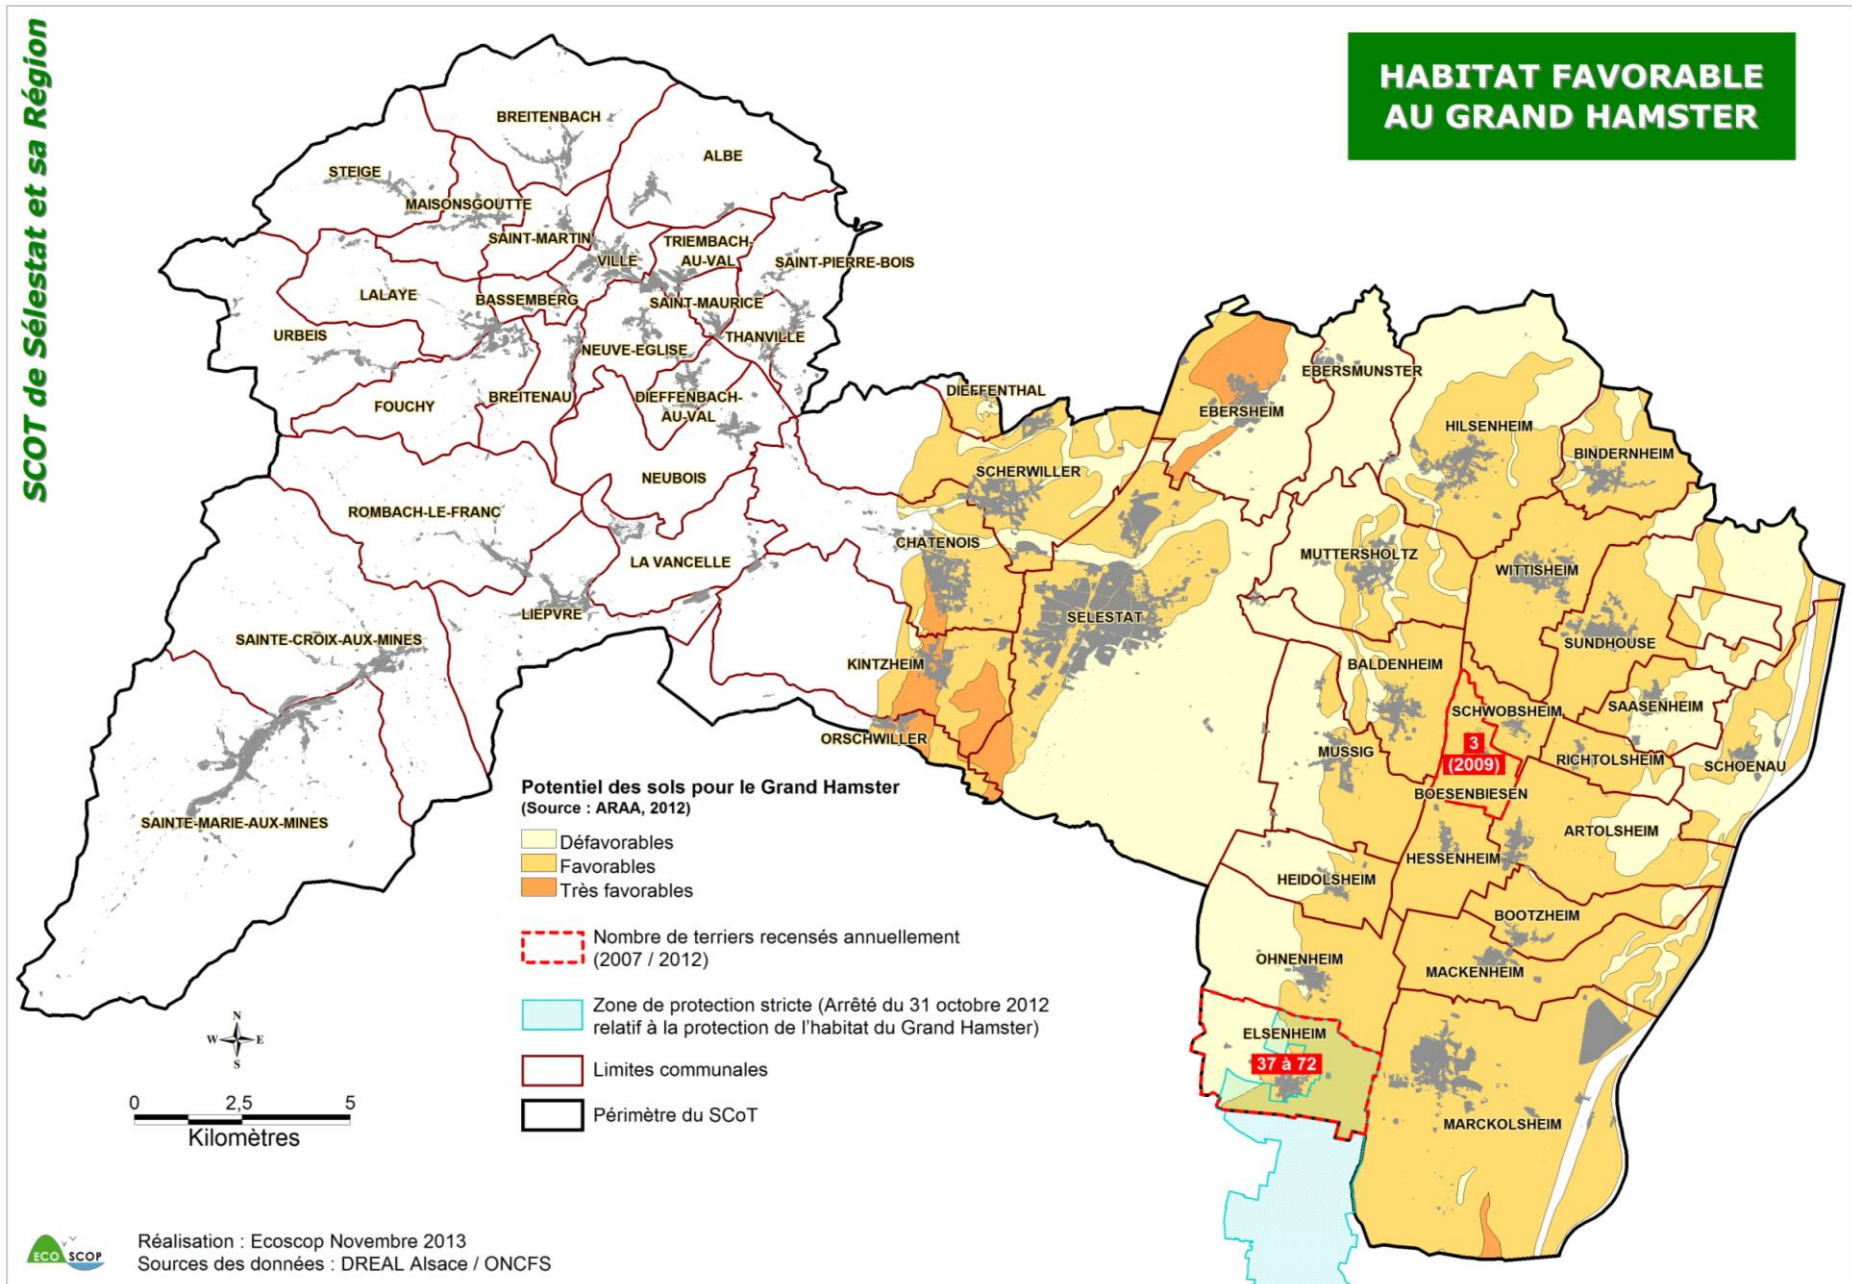 SCOT de Sélestat et sa Région
HABITAT FAVORABLE
AU GRAND HAMSTER
BREITENBACH
ALBE
STEIGE
MAISONSGOUTTE
SAINT-MARTIN
VILLE
TRIEMBACH-
AU-VAL
SAINT-PIERRE-BOIS
LALAYE
BASSEMBERG
SAINT-MAURICE
URBEIS
THANVILLE
NEUVE-EGLISE
FOUCHY
BREITENAU
DIEFFENBACH-
AU-VAL
NEUBOIS
ROMBACH-LE-FRANC
LA VANCELLE
LIEPVRE
SAINTE-CROIX-AUX-MINES
SAINTE-MARIE-AUX-MINES
DIEFFENTHAL
SCHERWILLER
CHATENOIS
KINTZHEIM
ORSCHWILLER
SELESTAT
EBERSHEIM
EBERSMUNSTER
HILSENHEIM
BINDERNHEIM
MUTTERSHOLTZ
WITTISHEIM
SUNDHOUSE
BALDENHEIM
SCHWOBSHEIM
SAASENHEIM
MUSSIG
3
(2009)
RICHTOLSHEIM
SCHOENAU
BOESENBIESEN
ARTOLSHEIM
HESSENHEIM
HEIDOLSHEIM
BOOTZHEIM
OHNENHEIM
MACKENHEIM
ELSENHEIM
37 à 72
MARCKOLSHEIM
Potentiel des sols pour le Grand Hamster
(Source : ARAA, 2012)
Défavorables
Favorables
Très favorables
Nombre de terriers recensés annuellement
(2007 / 2012)
Zone de protection stricte (Arrêté du 31 octobre 2012
relatif à la protection de l'habitat du Grand Hamster)
Limites communales
Périmètre du SCoT
N
W E
S
0 2,5 5
Kilomètres
ECO SCOP
Réalisation : Ecoscop Novembre 2013
Sources des données : DREAL Alsace / ONCFS